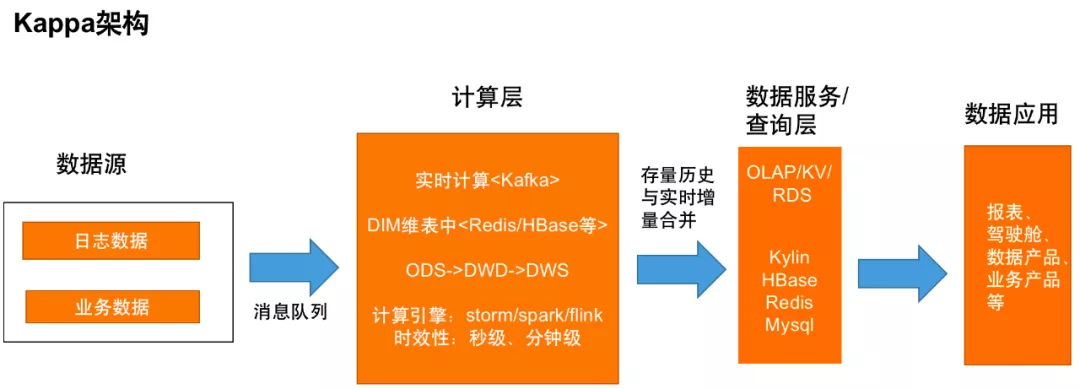 Kappa架构
数据源
日志数据
业务数据
消息队列
计算层
实时计算<Kafka>
DIM维表中<Redis/HBase等>
ODS->DWD->DWS
计算引擎：storm/spark/flink
时效性：秒级、分钟级
存量历史
与实时增
量合并
数据服务/
查询层
OLAP/KV/
RDS
Kylin
HBase
Redis
Mysql
数据应用
报表、
驾驶舱、
数据产品、
业务产品
等